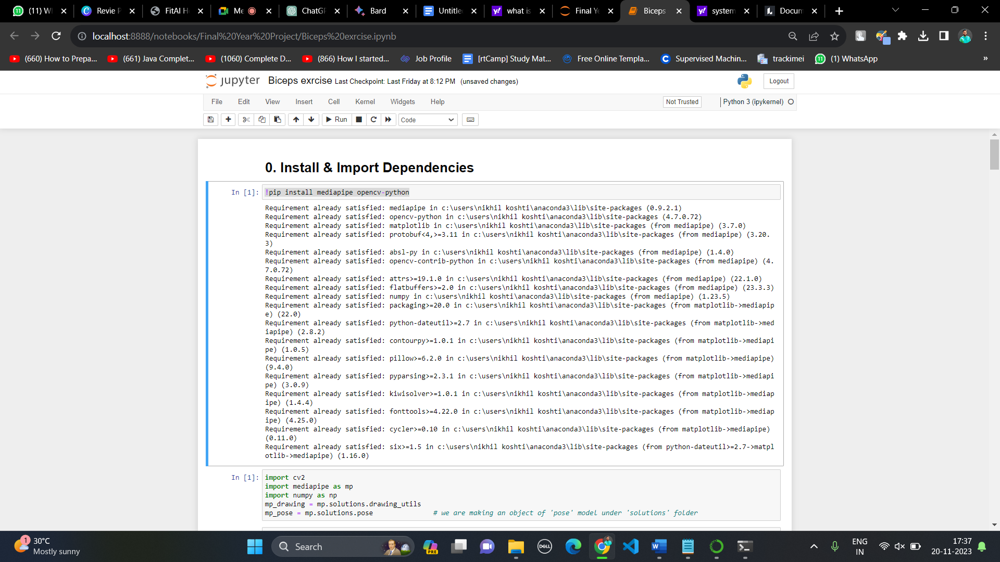 (11) W
Revie P
FitAI H
Me
ChatGP
Bard
Untitle
what is
Final Ye
Biceps
system
Docum
localhost:8888/notebooks/Final%20Year%20Project/Biceps%20exrcise.ipynb
(660) How to Prepa...
(661) Java Complet...
(1060) Complete D...
(866) How I started...
Job Profile
[rtCamp] Study Mat...
Free Online Templa...
Supervised Machin...
trackimei
(1) WhatsApp
»
jupyter Biceps exrcise Last Checkpoint: Last Friday at 8:12 PM (unsaved changes)
Logout
File Edit View Insert Cell Kernel Widgets Help
Not Trusted
Python 3 (ipykernel)
Run
Code
0. Install & Import Dependencies
In [1]: !pip install mediapipe opencv-python
Requirement already satisfied: mediapipe in c:\users\nikhil koshti\anaconda3\lib\site-packages (0.9.2.1)
Requirement already satisfied: opencv-python in c:\users\nikhil koshti\anaconda3\lib\site-packages (4.7.0.72)
Requirement already satisfied: matplotlib in c:\users\nikhil koshti\anaconda3\lib\site-packages (from mediapipe) (3.7.0)
Requirement already satisfied: protobuf<4,>=3.11 in c:\users\nikhil koshti\anaconda3\lib\site-packages (from mediapipe) (3.20.
3)
Requirement already satisfied: absl-py in c:\users\nikhil koshti\anaconda3\lib\site-packages (from mediapipe) (1.4.0)
Requirement already satisfied: opencv-contrib-python in c:\users\nikhil koshti\anaconda3\lib\site-packages (from mediapipe) (4.
7.0.72)
Requirement already satisfied: attrs>=19.1.0 in c:\users\nikhil koshti\anaconda3\lib\site-packages (from mediapipe) (22.1.0)
Requirement already satisfied: flatbuffers>=2.0 in c:\users\nikhil koshti\anaconda3\lib\site-packages (from mediapipe) (23.3.3)
Requirement already satisfied: numpy in c:\users\nikhil koshti\anaconda3\lib\site-packages (from mediapipe) (1.23.5)
Requirement already satisfied: packaging>=20.0 in c:\users\nikhil koshti\anaconda3\lib\site-packages (from matplotlib->mediapip
e) (22.0)
Requirement already satisfied: python-dateutil>=2.7 in c:\users\nikhil koshti\anaconda3\lib\site-packages (from matplotlib->med
iapipe) (2.8.2)
Requirement already satisfied: contourpy>=1.0.1 in c:\users\nikhil koshti\anaconda3\lib\site-packages (from matplotlib->mediapi
pe) (1.0.5)
Requirement already satisfied: pillow>=6.2.0 in c:\users\nikhil koshti\anaconda3\lib\site-packages (from matplotlib->mediapipe)
(9.4.0)
Requirement already satisfied: pyparsing>=2.3.1 in c:\users\nikhil koshti\anaconda3\lib\site-packages (from matplotlib->mediapi
pe) (3.0.9)
Requirement already satisfied: kiwisolver>=1.0.1 in c:\users\nikhil koshti\anaconda3\lib\site-packages (from matplotlib->mediap
ipe) (1.4.4)
Requirement already satisfied: fonttools>=4.22.0 in c:\users\nikhil koshti\anaconda3\lib\site-packages (from matplotlib->mediap
ipe) (4.25.0)
Requirement already satisfied: cycler>=0.10 in c:\users\nikhil koshti\anaconda3\lib\site-packages (from matplotlib->mediapipe)
(0.11.0)
Requirement already satisfied: six>=1.5 in c:\users\nikhil koshti\anaconda3\lib\site-packages (from python-dateutil>=2.7->matpl
otlib->mediapipe) (1.16.0)
In [1]: import cv2
import mediapipe as mp
import numpy as np
mp_drawing = mp.solutions.drawing_utils
mp_pose = mp.solutions.pose # we are making an object of 'pose' model under 'solutions' folder
1
30°C
Mostly sunny
Search
PRE
DELL
ENG
IN
17:37
20-11-2023